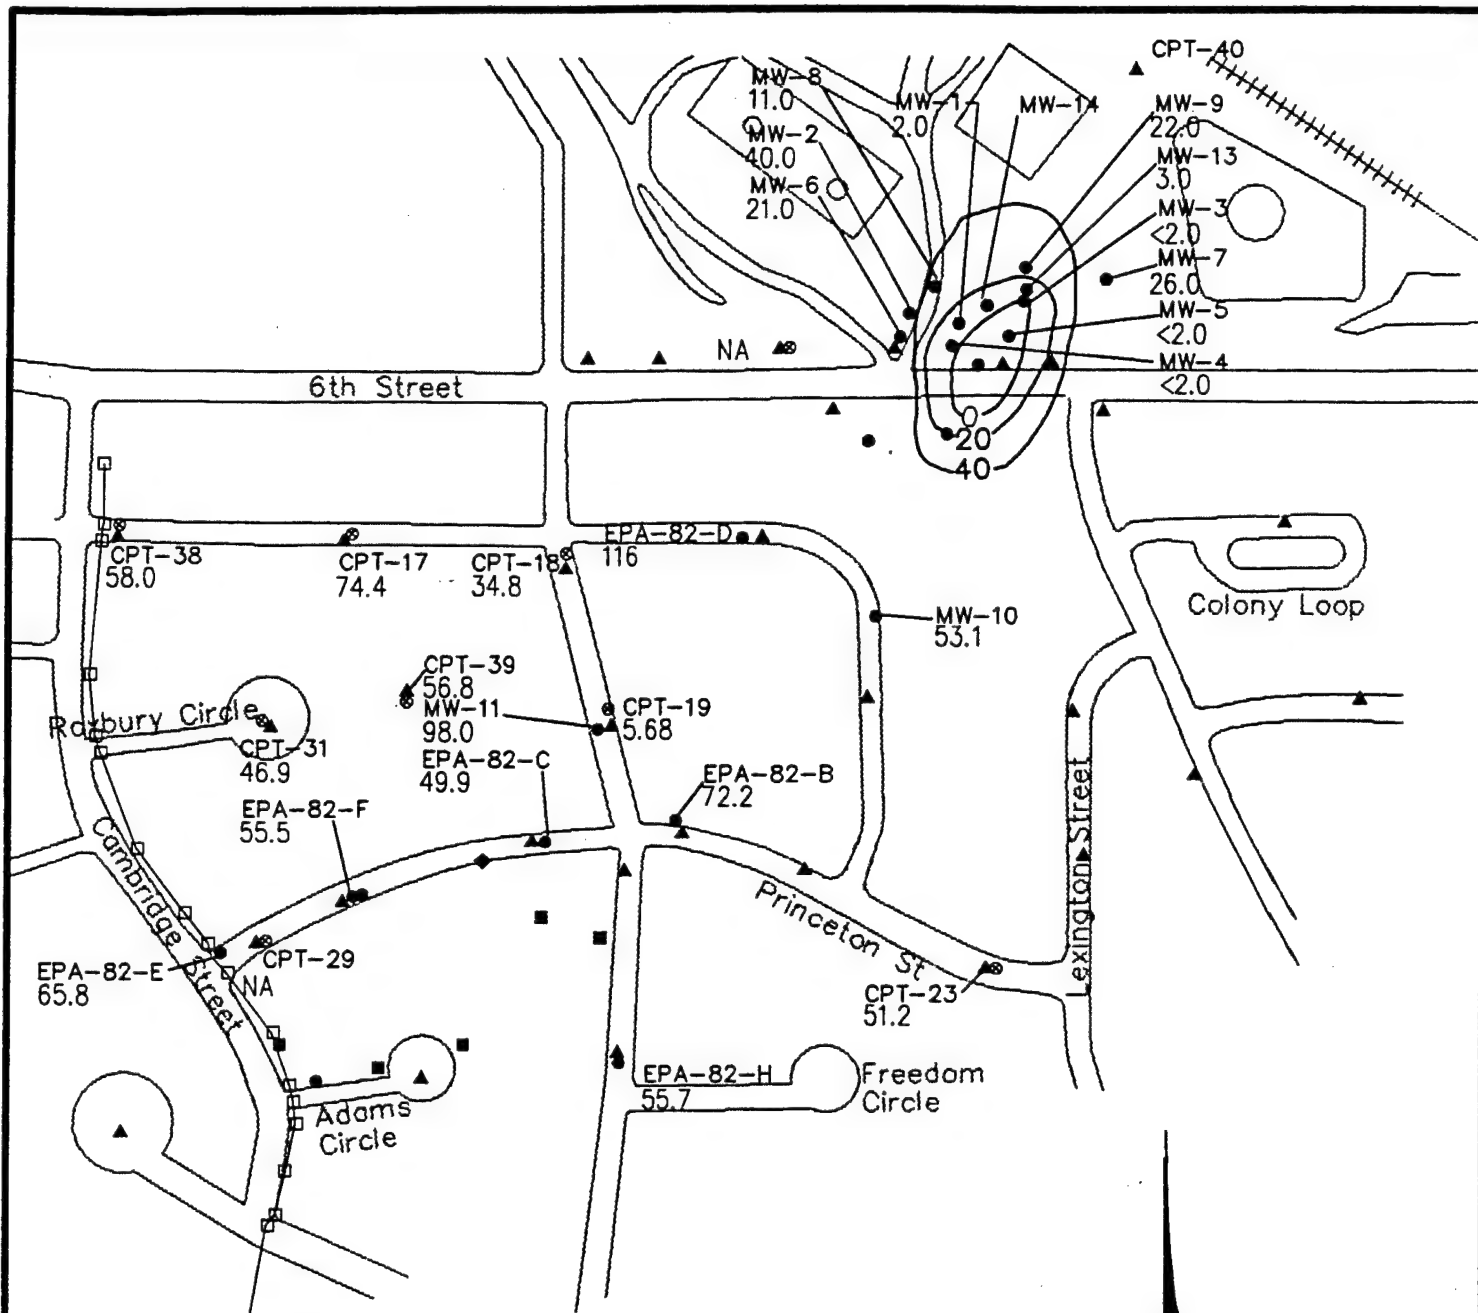 CPT-40
MW-8
11.0
MW-1
2.0
MW-14
MW-9
22.0
MW-2
40.0
MW-13
3.0
MW-6
21.0
MW-3
<2.0
MW-7
26.0
MW-5
<2.0
MW-4
<2.0
NA
6th Street
0
20
40
EPA-82-D
116
CPT-38
58.0
CPT-17
74.4
CPT-18
34.8
Colony Loop
MW-10
53.1
CPT-39
56.8
MW-11
98.0
CPT-19
5.68
Roxbury Circle
CPT-31
46.9
EPA-82-C
49.9
EPA-82-B
72.2
EPA-82-F
55.5
Cambridge Street
Princeton St
Lexington Street
EPA-82-E
65.8
CPT-29
NA
CPT-23
51.2
EPA-82-H
55.7
Freedom
Circle
Adams
Circle